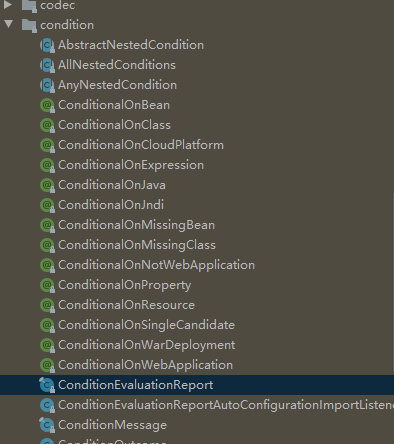 codec
condition
AbstractNestedCondition
AllNestedConditions
AnyNestedCondition
ConditionalOnBean
ConditionalOnClass
ConditionalOnCloudPlatform
ConditionalOnExpression
ConditionalOnJava
ConditionalOnJndi
ConditionalOnMissingBean
ConditionalOnMissingClass
ConditionalOnNotWebApplication
ConditionalOnProperty
ConditionalOnResource
ConditionalOnSingleCandidate
ConditionalOnWarDeployment
ConditionalOnWebApplication
ConditionEvaluationReport
ConditionEvaluationReportAutoConfigurationImportListene
ConditionMessage
ConditionOutcome